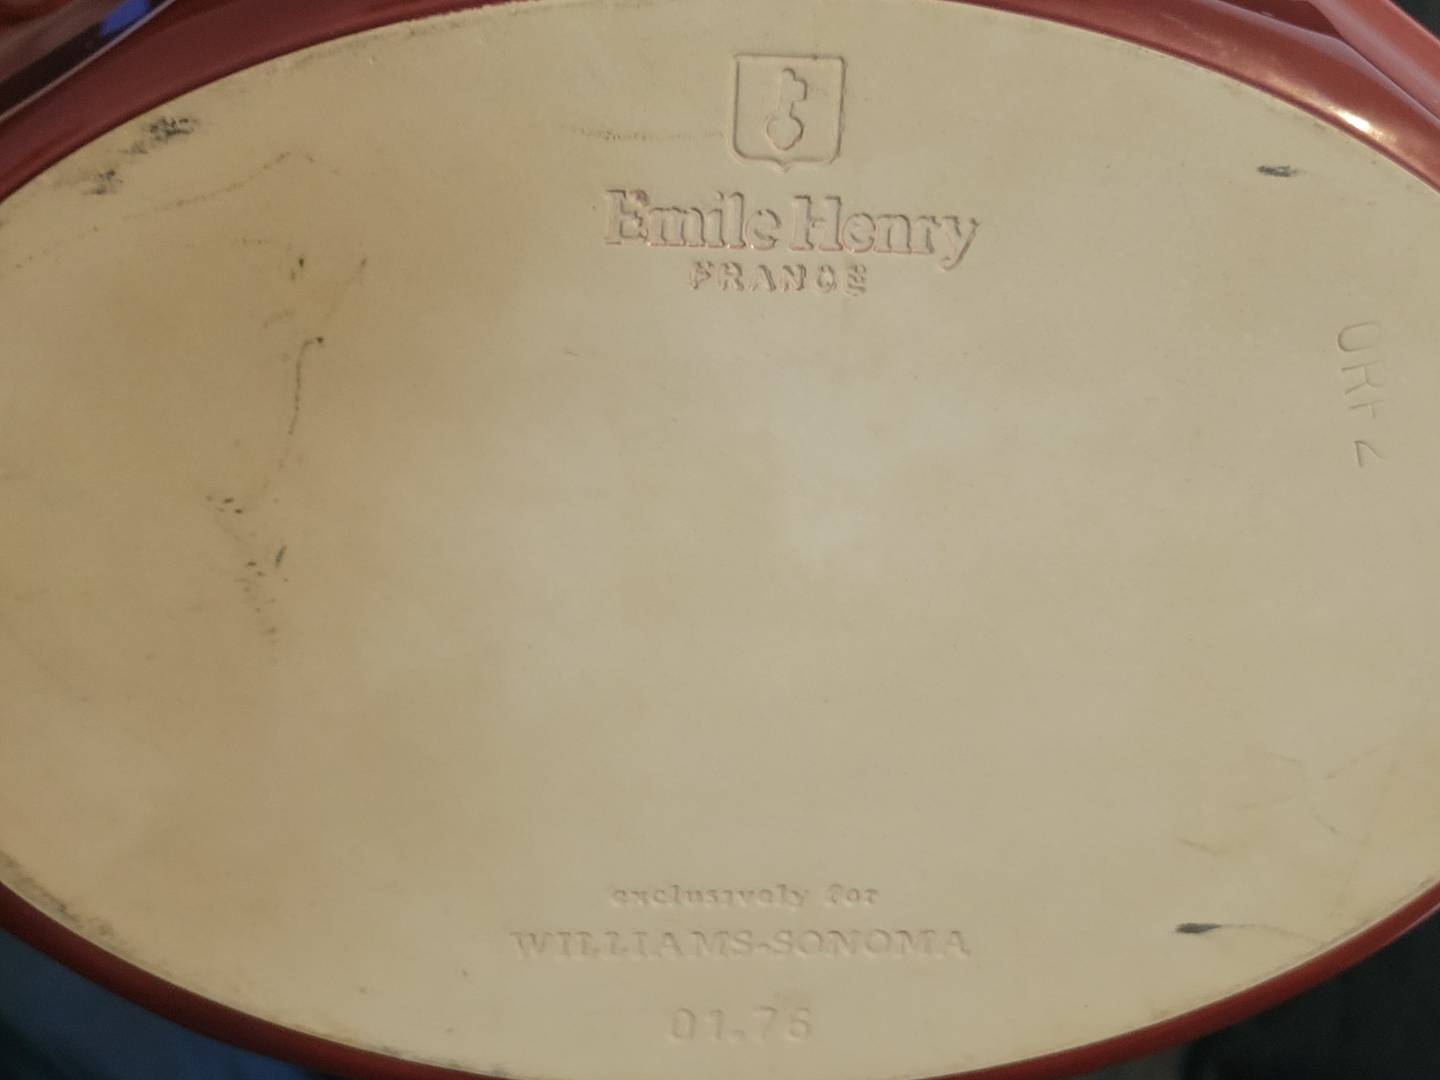 Emile Henry
FRANCE
exclusively for
WILLIAMS-SONOMA
01.76